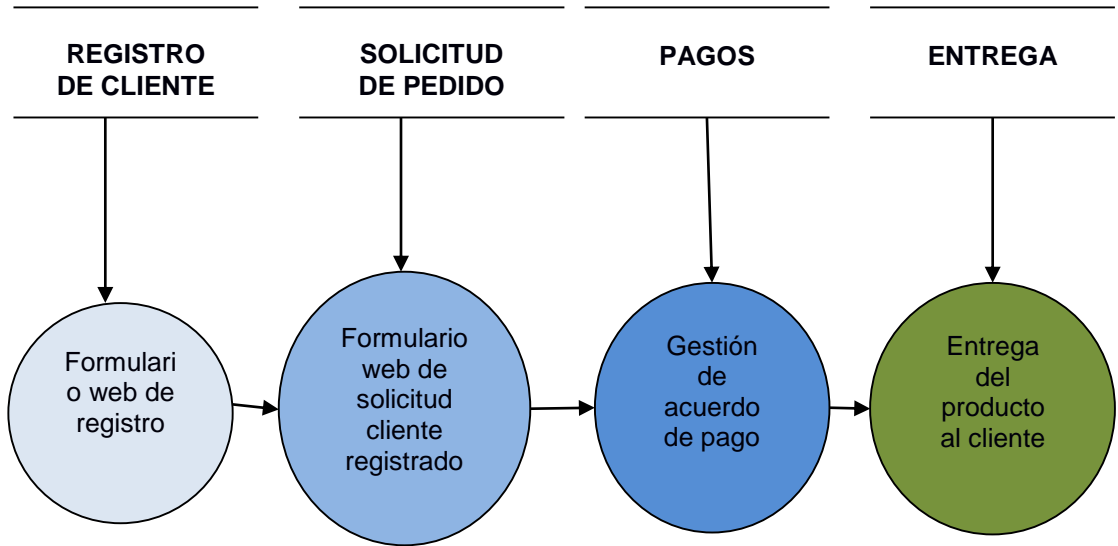 REGISTRO
DE CLIENTE
SOLICITUD
DE PEDIDO
PAGOS
ENTREGA
Formulari
o web de
registro
Formulario
web de
solicitud
cliente
registrado
Gestión
de
acuerdo
de pago
Entrega
del
producto
al cliente